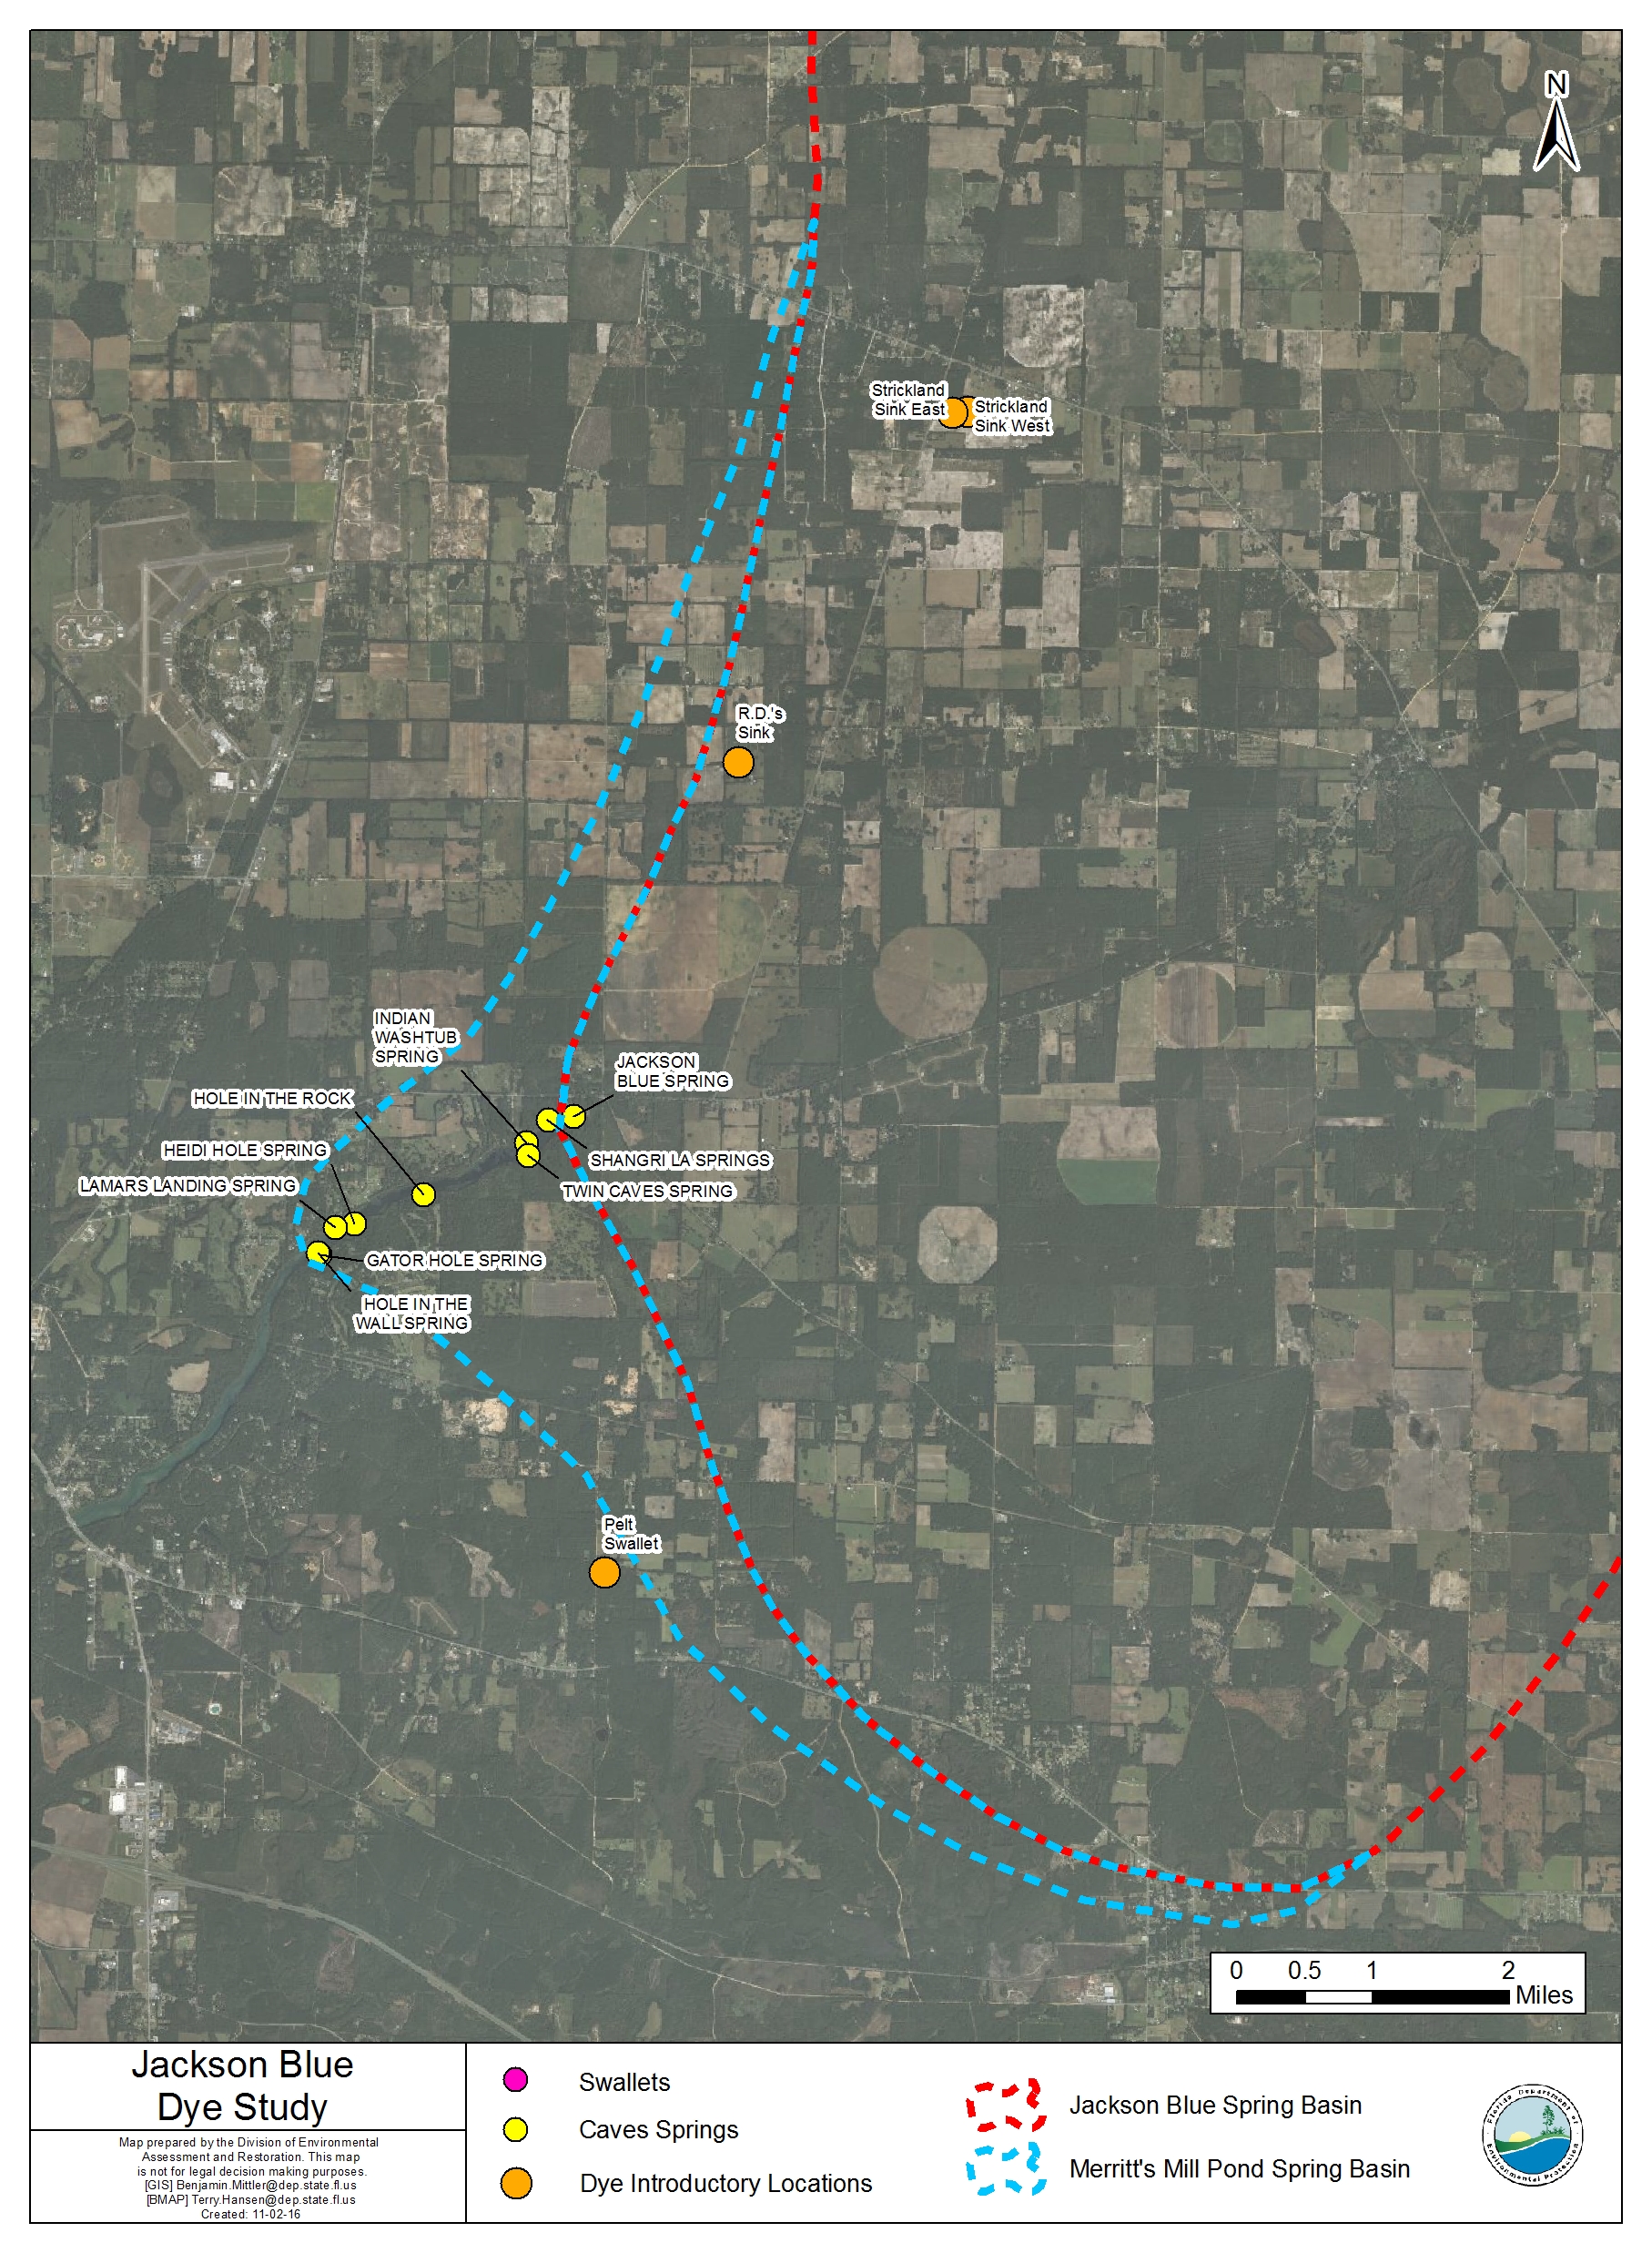 N
Strickland
Sink East
Strickland
Sink West
R.D.'s
Sink
INDIAN
WASHTUB
SPRING
JACKSON
BLUE SPRING
HOLE IN THE ROCK
HEIDI HOLE SPRING
SHANGRI LA SPRINGS
LAMARS LANDING SPRING
TWIN CAVES SPRING
GATOR HOLE SPRING
HOLE IN THE
WALL SPRING
Pelt
Swallet
0 0.5 1 2
Miles
Jackson Blue
Dye Study
Map prepared by the Division of Environmental
Assessment and Restoration. This map
is not for legal decision making purposes.
[GIS] Benjamin.Mittler@dep.state.fl.us
[BMAP] Terry.Hansen@dep.state.fl.us
Created: 11-02-16
Swallets
Caves Springs
Dye Introductory Locations
Jackson Blue Spring Basin
Merritt's Mill Pond Spring Basin
Florida Department of
Environmental Protection